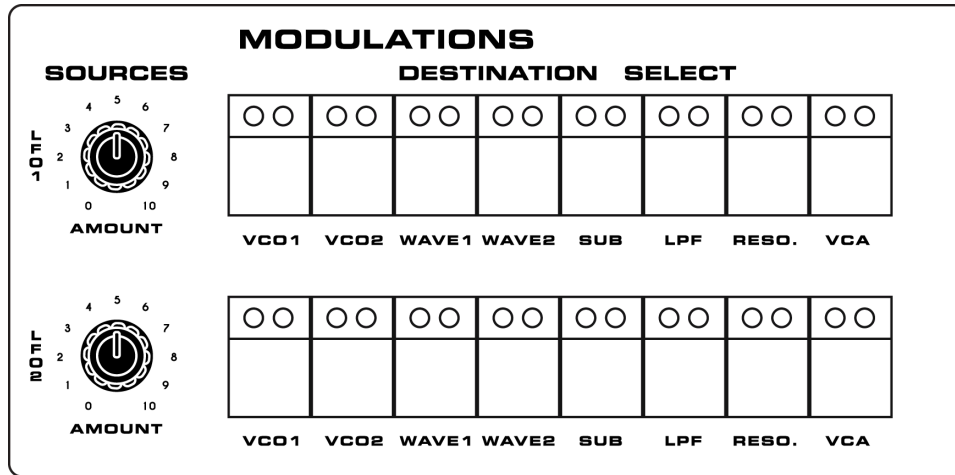 MODULATIONS
SOURCES DESTINATION SELECT
LFO1
0 1 2 3 4 5 6 7 8 9 10
AMOUNT
VCO1 VCO2 WAVE1 WAVE2 SUB LPF RESO. VCA
LFO2
0 1 2 3 4 5 6 7 8 9 10
AMOUNT
VCO1 VCO2 WAVE1 WAVE2 SUB LPF RESO. VCA